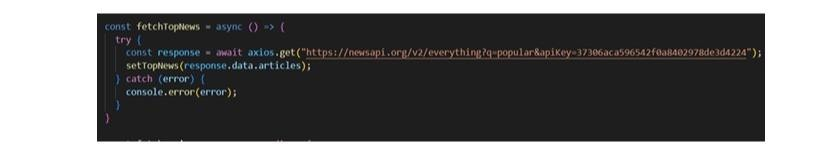 const fetchTopNews = async () => {
try {
const response = await axios.get("https://newsapi.org/v2/everything?q=popular&apiKey=37306aca596542f0a8402978de3d4224");
setTopNews(response.data.articles);
} catch (error) {
console.error(error);
}
}